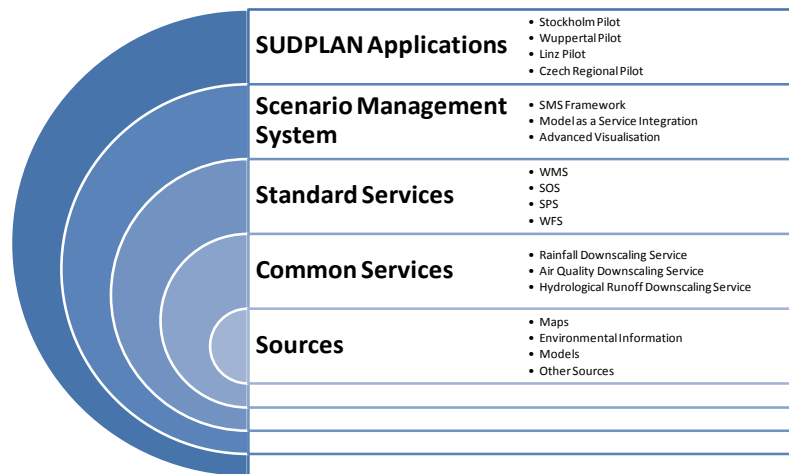 SUDPLAN Applications
• Stockholm Pilot
• Wuppertal Pilot
• Linz Pilot
• Czech Regional Pilot
Scenario Management
System
• SMS Framework
• Model as a Service Integration
• Advanced Visualisation
Standard Services
• WMS
• SOS
• SPS
• WFS
Common Services
• Rainfall Downscaling Service
• Air Quality Downscaling Service
• Hydrological Runoff Downscaling Service
Sources
• Maps
• Environmental Information
• Models
• Other Sources